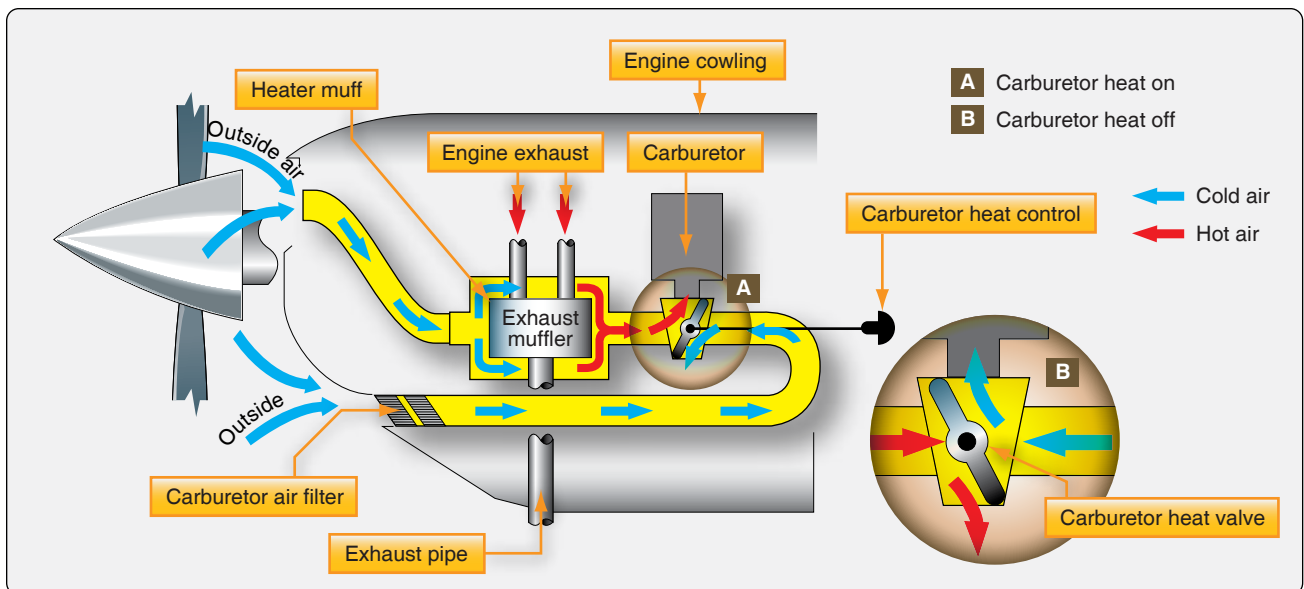 Engine cowling
Heater muff
A Carburetor heat on
B Carburetor heat off
Outside air
Engine exhaust
Carburetor
Cold air
Hot air
Carburetor heat control
A
Exhaust
muffler
B
Outside
Carburetor air filter
Carburetor heat valve
Exhaust pipe